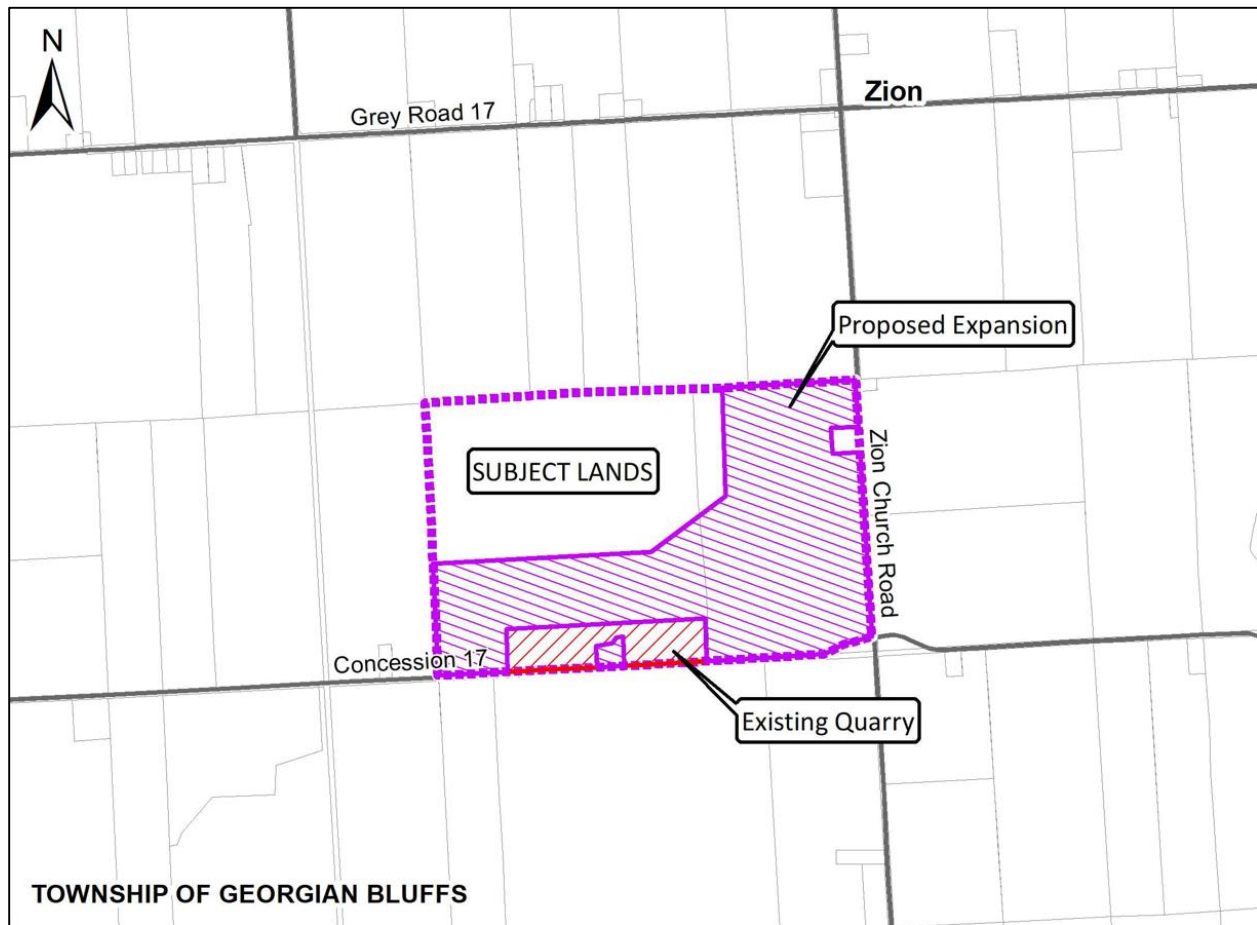 N
Zion
Grey Road 17
Proposed Expansion
SUBJECT LANDS
Zion Church Road
Concession 17
Existing Quarry
TOWNSHIP OF GEORGIAN BLUFFS